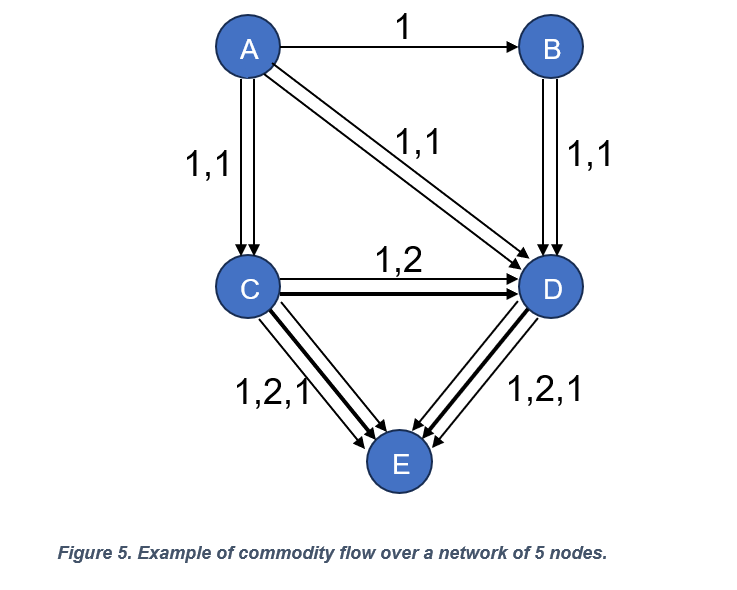 1
A
B
1,1
1,1
1,1
1,2
C
D
1,2,1
1,2,1
E
Figure 5. Example of commodity flow over a network of 5 nodes.